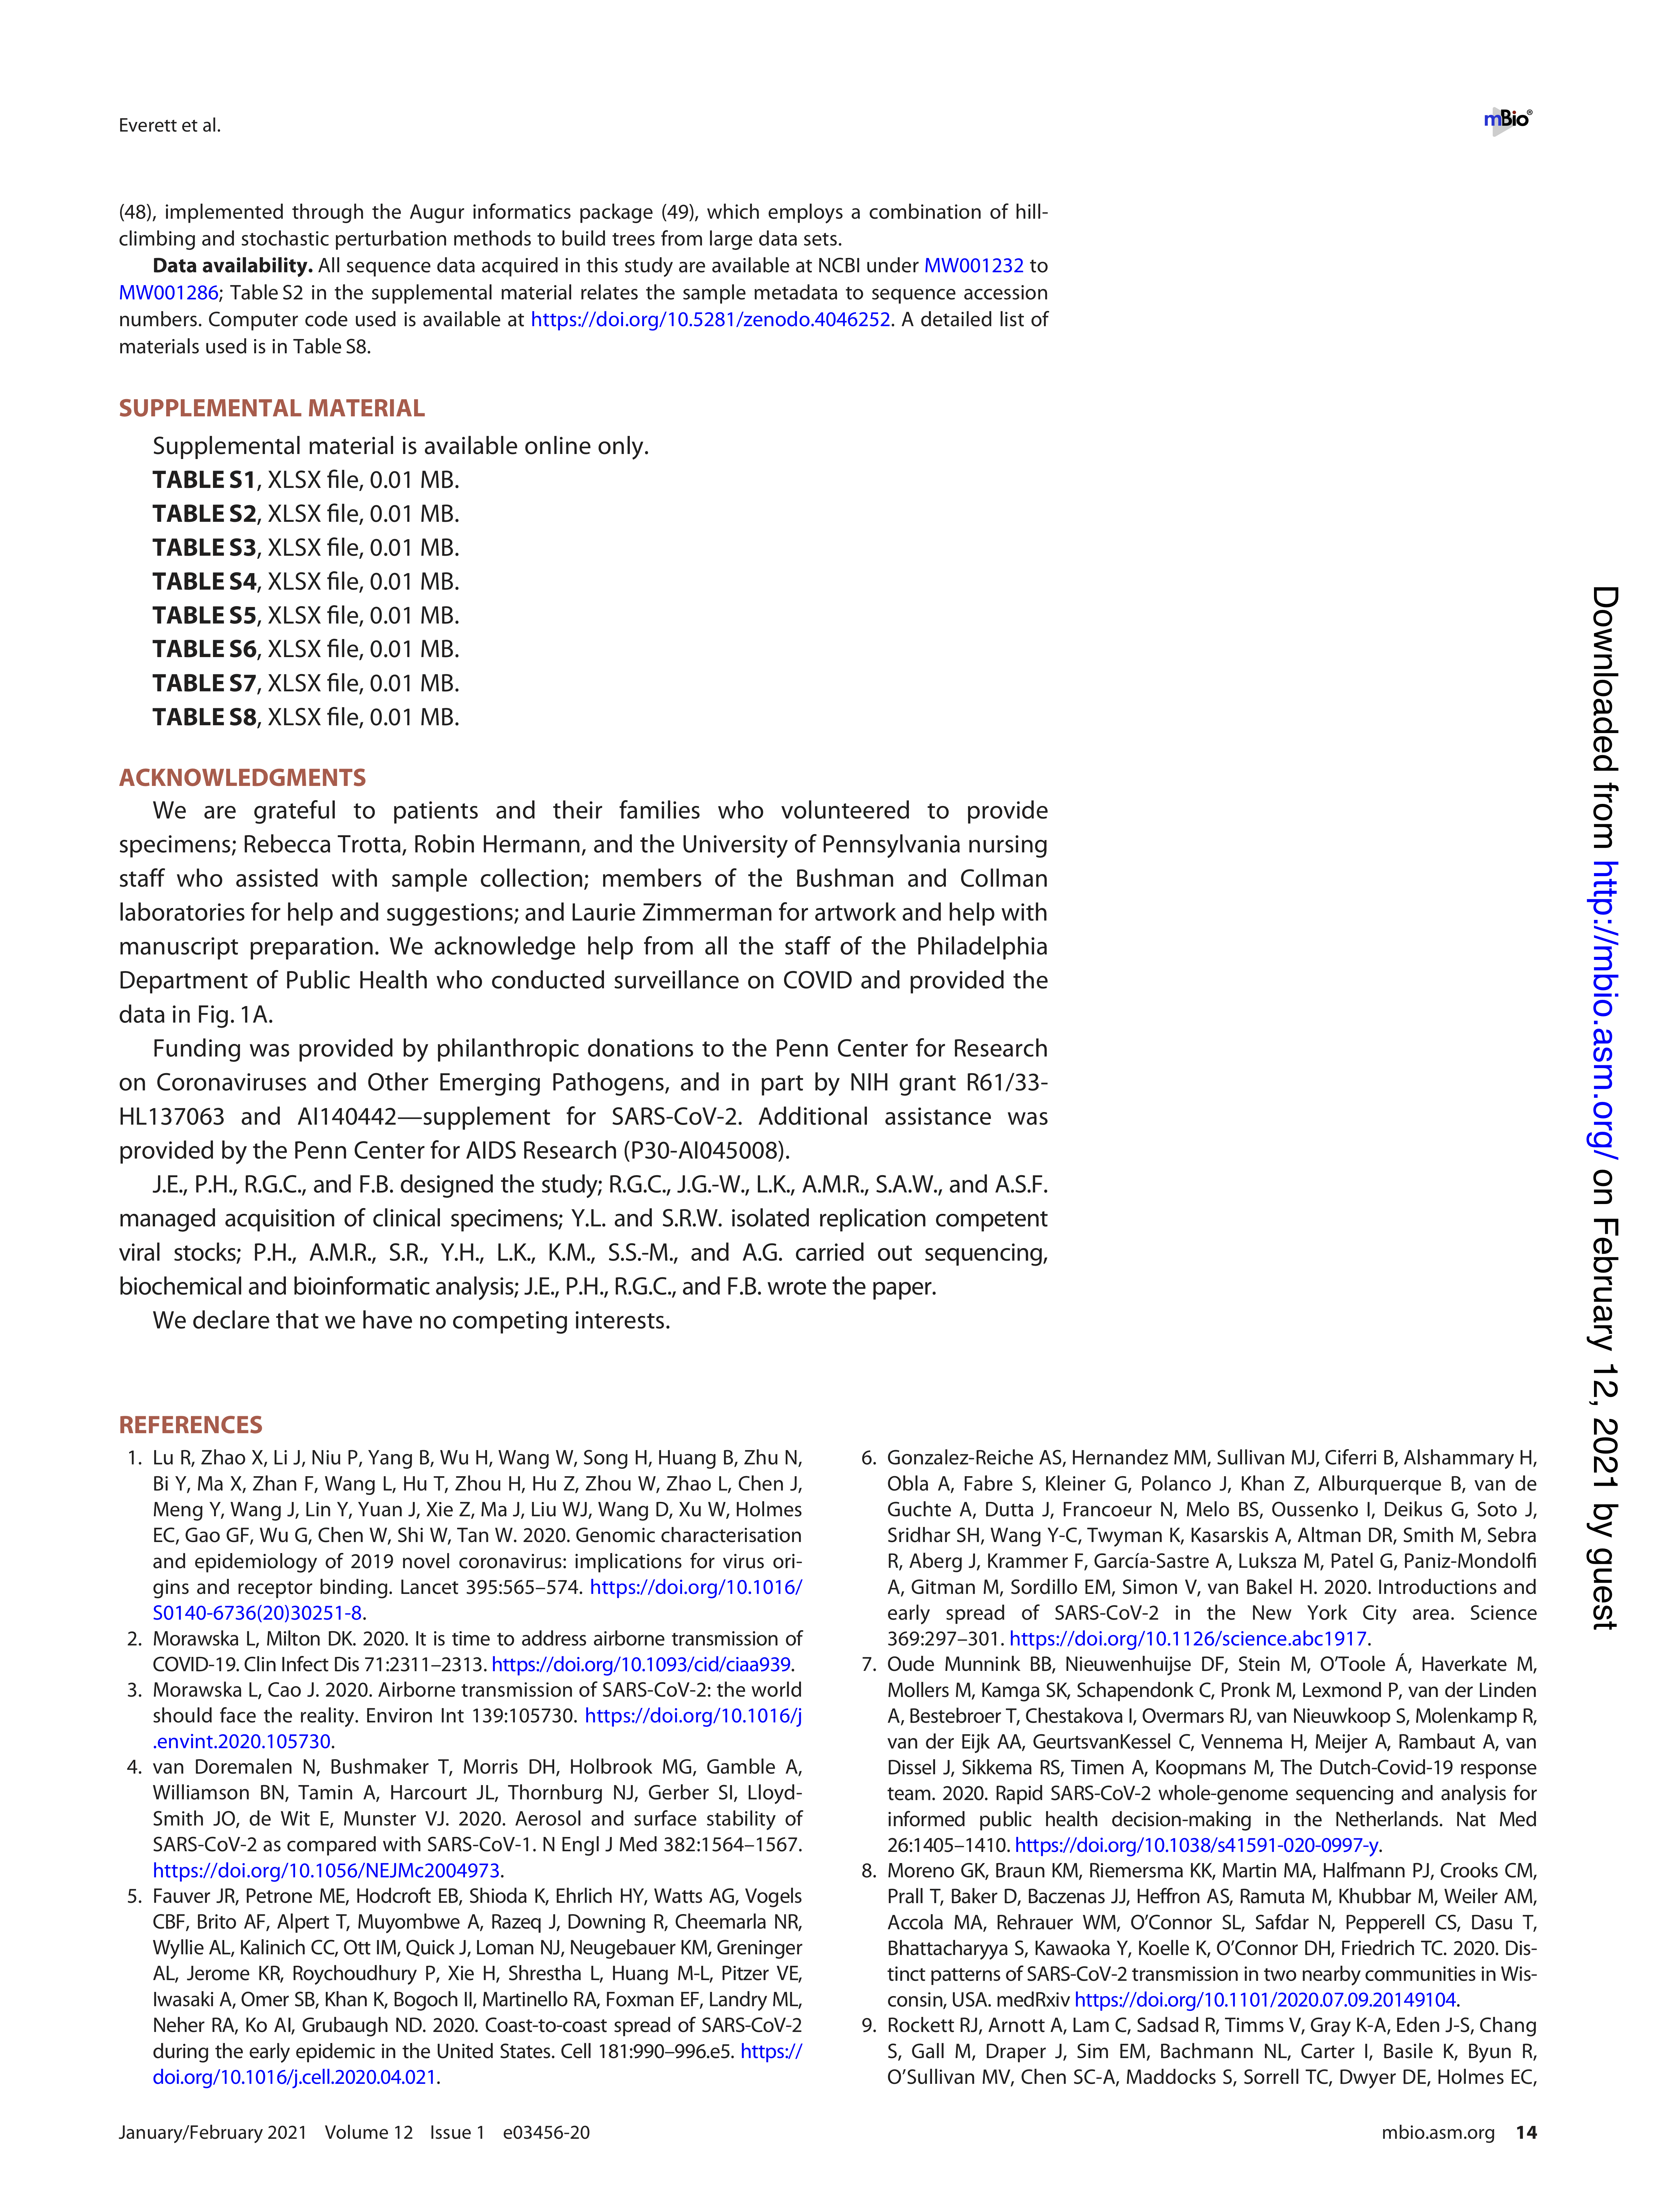 Everett et al.
mBio®
(48), implemented through the Augur informatics package (49), which employs a combination of hill-
climbing and stochastic perturbation methods to build trees from large data sets.
Data availability. All sequence data acquired in this study are available at NCBI under MW001232 to
MW001286; Table S2 in the supplemental material relates the sample metadata to sequence accession
numbers. Computer code used is available at https://doi.org/10.5281/zenodo.4046252. A detailed list of
materials used is in Table S8.
SUPPLEMENTAL MATERIAL
Supplemental material is available online only.
TABLE S1, XLSX file, 0.01 MB.
TABLE S2, XLSX file, 0.01 MB.
TABLE S3, XLSX file, 0.01 MB.
TABLE S4, XLSX file, 0.01 MB.
TABLE S5, XLSX file, 0.01 MB.
TABLE S6, XLSX file, 0.01 MB.
TABLE S7, XLSX file, 0.01 MB.
TABLE S8, XLSX file, 0.01 MB.
ACKNOWLEDGMENTS
We are grateful to patients and their families who volunteered to provide
specimens; Rebecca Trotta, Robin Hermann, and the University of Pennsylvania nursing
staff who assisted with sample collection; members of the Bushman and Collman
laboratories for help and suggestions; and Laurie Zimmerman for artwork and help with
manuscript preparation. We acknowledge help from all the staff of the Philadelphia
Department of Public Health who conducted surveillance on COVID and provided the
data in Fig. 1A.
Funding was provided by philanthropic donations to the Penn Center for Research
on Coronaviruses and Other Emerging Pathogens, and in part by NIH grant R61/33-
HL137063 and AI140442—supplement for SARS-CoV-2. Additional assistance was
provided by the Penn Center for AIDS Research (P30-AI045008).
J.E., P.H., R.G.C., and F.B. designed the study; R.G.C., J.G.-W., L.K., A.M.R., S.A.W., and A.S.F.
managed acquisition of clinical specimens; Y.L. and S.R.W. isolated replication competent
viral stocks; P.H., A.M.R., S.R., Y.H., L.K., K.M., S.S.-M., and A.G. carried out sequencing,
biochemical and bioinformatic analysis; J.E., P.H., R.G.C., and F.B. wrote the paper.
We declare that we have no competing interests.
REFERENCES
1. Lu R, Zhao X, Li J, Niu P, Yang B, Wu H, Wang W, Song H, Huang B, Zhu N,
Bi Y, Ma X, Zhan F, Wang L, Hu T, Zhou H, Hu Z, Zhou W, Zhao L, Chen J,
Meng Y, Wang J, Lin Y, Yuan J, Xie Z, Ma J, Liu WJ, Wang D, Xu W, Holmes
EC, Gao GF, Wu G, Chen W, Shi W, Tan W. 2020. Genomic characterisation
and epidemiology of 2019 novel coronavirus: implications for virus ori-
gins and receptor binding. Lancet 395:565–574. https://doi.org/10.1016/
S0140-6736(20)30251-8.
2. Morawska L, Milton DK. 2020. It is time to address airborne transmission of
COVID-19. Clin Infect Dis 71:2311–2313. https://doi.org/10.1093/cid/ciaa939.
3. Morawska L, Cao J. 2020. Airborne transmission of SARS-CoV-2: the world
should face the reality. Environ Int 139:105730. https://doi.org/10.1016/j
.envint.2020.105730.
4. van Doremalen N, Bushmaker T, Morris DH, Holbrook MG, Gamble A,
Williamson BN, Tamin A, Harcourt JL, Thornburg NJ, Gerber SI, Lloyd-
Smith JO, de Wit E, Munster VJ. 2020. Aerosol and surface stability of
SARS-CoV-2 as compared with SARS-CoV-1. N Engl J Med 382:1564–1567.
https://doi.org/10.1056/NEJMc2004973.
5. Fauver JR, Petrone ME, Hodcroft EB, Shioda K, Ehrlich HY, Watts AG, Vogels
CBF, Brito AF, Alpert T, Muyombwe A, Razeq J, Downing R, Cheemarla NR,
Wyllie AL, Kalinich CC, Ott IM, Quick J, Loman NJ, Neugebauer KM, Greninger
AL, Jerome KR, Roychoudhury P, Xie H, Shrestha L, Huang M-L, Pitzer VE,
Iwasaki A, Omer SB, Khan K, Bogoch II, Martinello RA, Foxman EF, Landry ML,
Neher RA, Ko AI, Grubaugh ND. 2020. Coast-to-coast spread of SARS-CoV-2
during the early epidemic in the United States. Cell 181:990–996.e5. https://
doi.org/10.1016/j.cell.2020.04.021.
6. Gonzalez-Reiche AS, Hernandez MM, Sullivan MJ, Ciferri B, Alshammary H,
Obla A, Fabre S, Kleiner G, Polanco J, Khan Z, Alburquerque B, van de
Guchte A, Dutta J, Francoeur N, Melo BS, Oussenko I, Deikus G, Soto J,
Sridhar SH, Wang Y-C, Twyman K, Kasarskis A, Altman DR, Smith M, Sebra
R, Aberg J, Krammer F, García-Sastre A, Luksza M, Patel G, Paniz-Mondolfi
A, Gitman M, Sordillo EM, Simon V, van Bakel H. 2020. Introductions and
early spread of SARS-CoV-2 in the New York City area. Science
369:297–301. https://doi.org/10.1126/science.abc1917.
7. Oude Munnink BB, Nieuwenhuijse DF, Stein M, O'Toole Á, Haverkate M,
Mollers M, Kamga SK, Schapendonk C, Pronk M, Lexmond P, van der Linden
A, Bestebroer T, Chestakova I, Overmars RJ, van Nieuwkoop S, Molenkamp R,
van der Eijk AA, GeurtsvanKessel C, Vennema H, Meijer A, Rambaut A, van
Dissel J, Sikkema RS, Timen A, Koopmans M, The Dutch-Covid-19 response
team. 2020. Rapid SARS-CoV-2 whole-genome sequencing and analysis for
informed public health decision-making in the Netherlands. Nat Med
26:1405–1410. https://doi.org/10.1038/s41591-020-0997-y.
8. Moreno GK, Braun KM, Riemersma KK, Martin MA, Halfmann PJ, Crooks CM,
Prall T, Baker D, Baczenas JJ, Heffron AS, Ramuta M, Khubbar M, Weiler AM,
Accola MA, Rehrauer WM, O'Connor SL, Safdar N, Pepperell CS, Dasu T,
Bhattacharyya S, Kawaoka Y, Koelle K, O'Connor DH, Friedrich TC. 2020. Dis-
tinct patterns of SARS-CoV-2 transmission in two nearby communities in Wis-
consin, USA. medRxiv https://doi.org/10.1101/2020.07.09.20149104.
9. Rockett RJ, Arnott A, Lam C, Sadsad R, Timms V, Gray K-A, Eden J-S, Chang
S, Gall M, Draper J, Sim EM, Bachmann NL, Carter I, Basile K, Byun R,
O'Sullivan MV, Chen SC-A, Maddocks S, Sorrell TC, Dwyer DE, Holmes EC,
January/February 2021 Volume 12 Issue 1 e03456-20
mbio.asm.org 14
Downloaded from http://mbio.asm.org/ on February 12, 2021 by guest